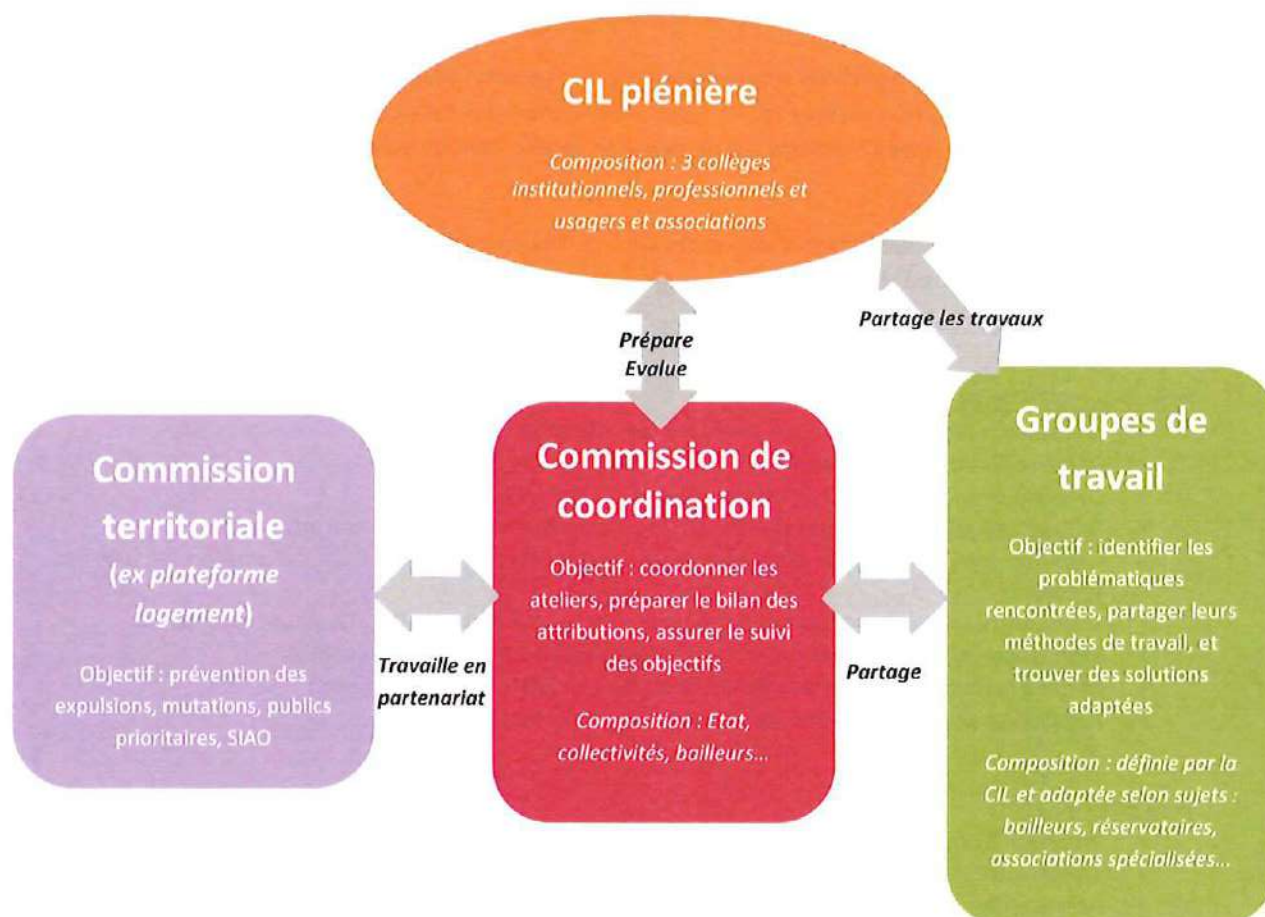 CIL plénière
Composition : 3 collèges
institutionnels, professionnels et
usagers et associations
Partage les travaux
Prépare
Evalue
Commission
territoriale
(ex plateforme
logement)
Objectif : prévention des
expulsions, mutations, publics
prioritaires, SIAO
Travaille en
partenariat
Commission de
coordination
Objectif : coordonner les
ateliers, préparer le bilan des
attributions, assurer le suivi
des objectifs
Composition : Etat,
collectivités, bailleurs...
Partage
Groupes de
travail
Objectif : identifier les
problématiques
rencontrées, partager leurs
méthodes de travail, et
trouver des solutions
adaptées
Composition : définie par la
CIL et adaptée selon sujets :
bailleurs, réservataires,
associations spécialisées...